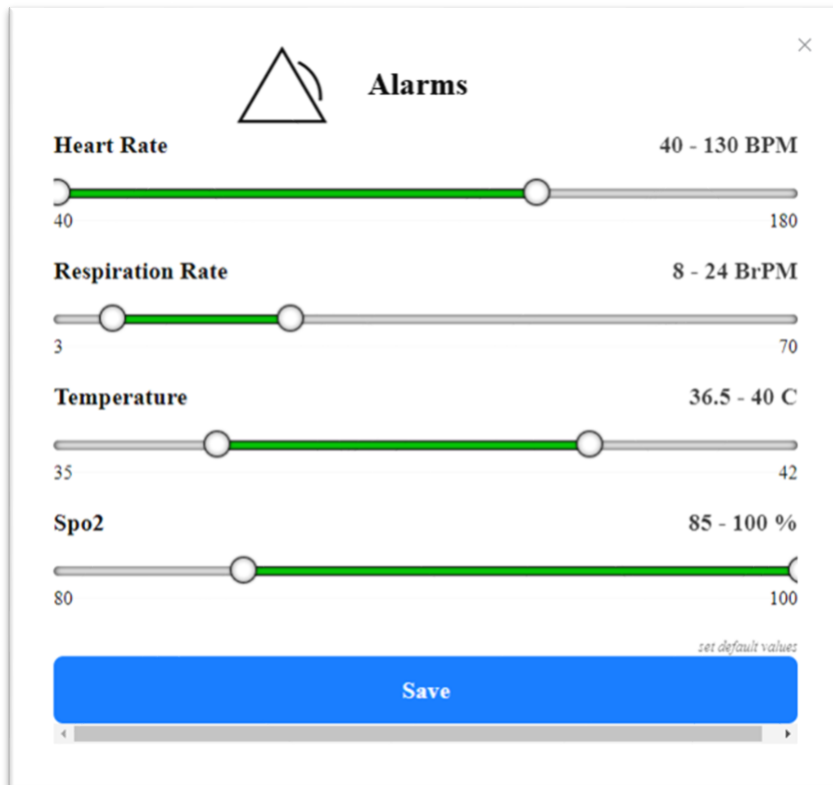 Alarms
Heart Rate 40 - 130 BPM
40 180
Respiration Rate 8 - 24 BrPM
3 70
Temperature 36.5 - 40 C
35 42
Spo2 85 - 100 %
80 100
set default values
Save